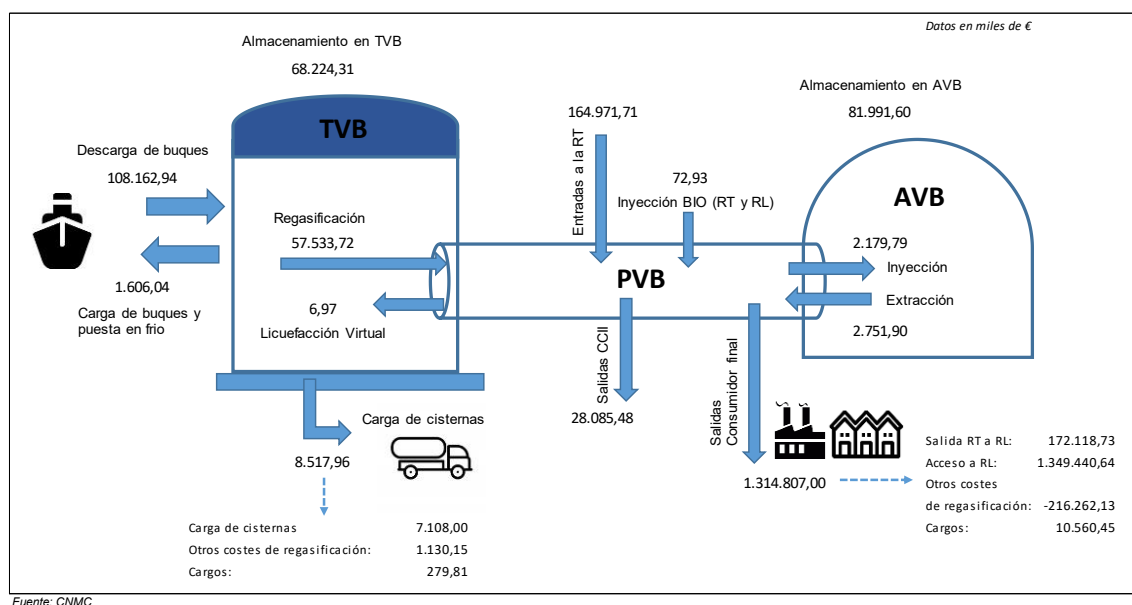 Datos en miles de €
Almacenamiento en TVB
68.224,31
TVB
Descarga de buques
108.162,94
1.606,04
Carga de buques y
puesta en frio
Regasificación
57.533,72
6,97
Licuefacción Virtual
Carga de cisternas
8.517,96
Carga de cisternas 7.108,00
Otros costes de regasificación: 1.130,15
Cargos: 279,81
164.971,71
Entradas a la RT
72,93
Inyección BIO (RT y RL)
PVB
Salidas CCII
28.085,48
Salidas
Consumidor final
1.314.807,00
Almacenamiento en AVB
81.991,60
AVB
2.179,79
Inyección
Extracción
2.751,90
Salida RT a RL: 172.118,73
Acceso a RL: 1.349.440,64
Otros costes
de regasificación: -216.262,13
Cargos: 10.560,45
Fuente: CNMC